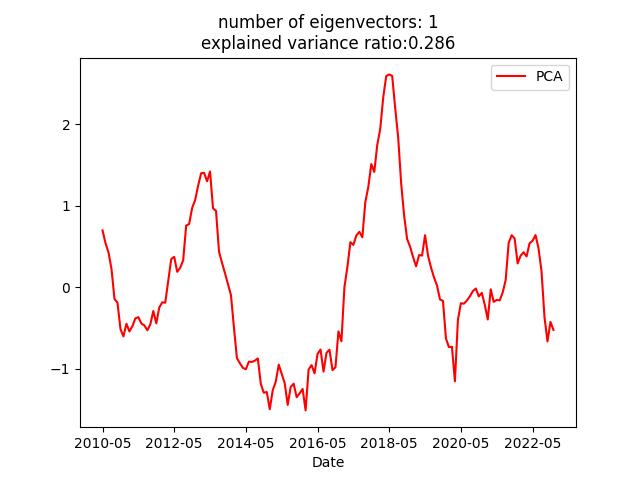 number of eigenvectors: 1
explained variance ratio:0.286
PCA
2
1
0
−1
2010-05 2012-05 2014-05 2016-05 2018-05 2020-05 2022-05
Date